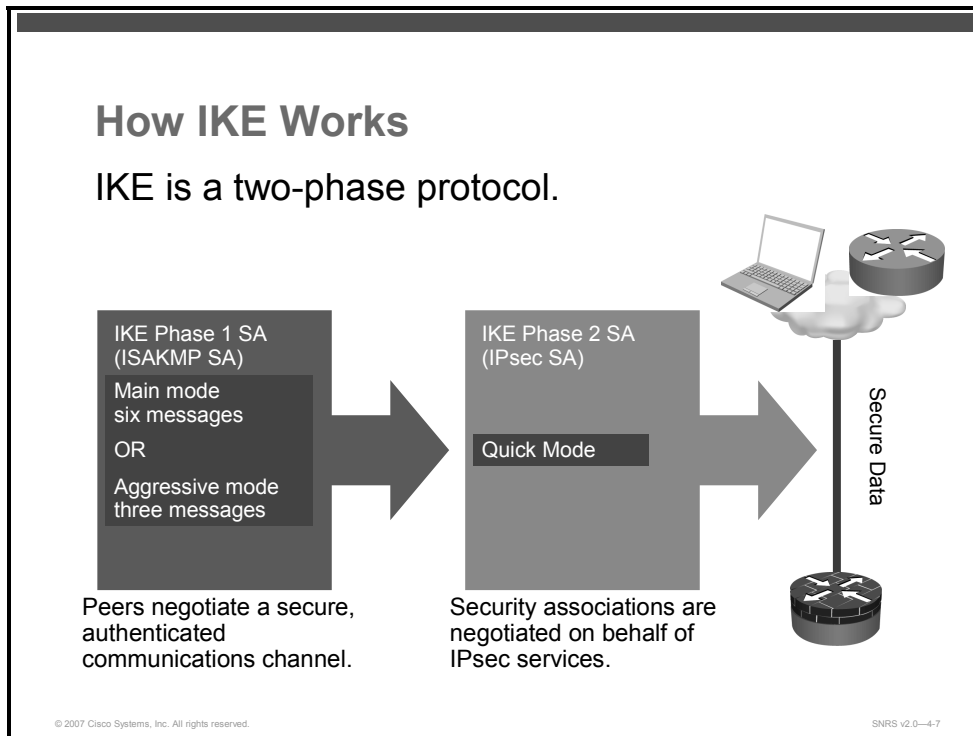 How IKE Works
IKE is a two-phase protocol.
IKE Phase 1 SA
(ISAKMP SA)
Main mode
six messages
OR
Aggressive mode
three messages
Peers negotiate a secure,
authenticated
communications channel.
IKE Phase 2 SA
(IPsec SA)
Quick Mode
Security associations are
negotiated on behalf of
IPsec services.
Secure Data
© 2007 Cisco Systems, Inc. All rights reserved.
SNRS v2.0—4-7